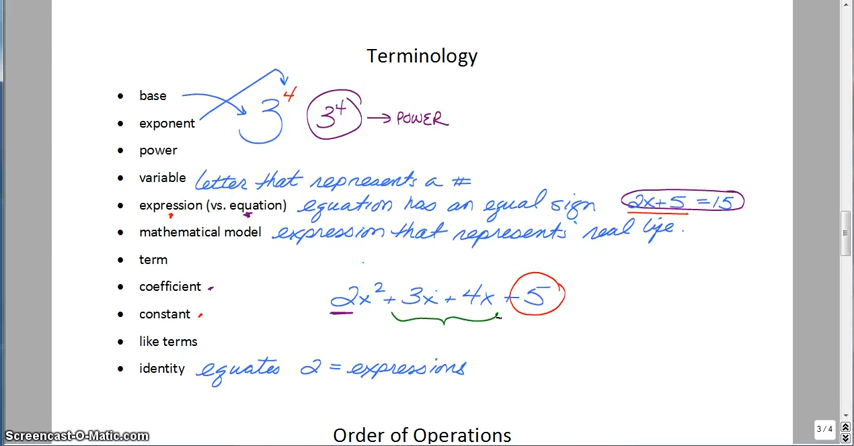 Terminology
• base
3⁴
3⁴ → POWER
• exponent
• power
• variable letter that represents a #
• expression (vs. equation) equation has an equal sign 2x+5 =15
• mathematical model expression that represents real life.
• term
• coefficient
2x² + 3x + 4x + 5
• constant
• like terms
• identity equates 2 = expressions
Order of Operations
Screencast-O-Matic.com
3 / 4